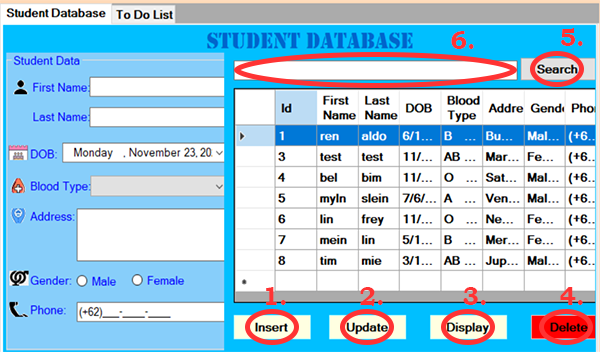 Student Database To Do List
STUDENT DATABASE
Student Data
First Name:
Last Name:
DOB: Monday , November 23, 20
Blood Type:
Address:
Gender: Male Female
Phone: (+62)___-____-____
6. 5.
Search
Id First Name Last Name DOB Blood Type Addre Gende Pho
1 ren aldo 6/1... B ... Bu... Mal... (+6...
3 test test 11/... AB ... Mar... Fe... (+6...
4 bel bim 11/... O ... Sat... Mal... (+6...
5 myln slein 7/6/... A ... Ven... Mal... (+6...
6 lin frey 11/... O ... Ne... Fe... (+6...
7 mein lin 5/1... B ... Mer... Fe... (+6...
8 tim mie 3/1... AB ... Jup... Mal... (+6...
1. 2. 3. 4.
Insert Update Display Delete